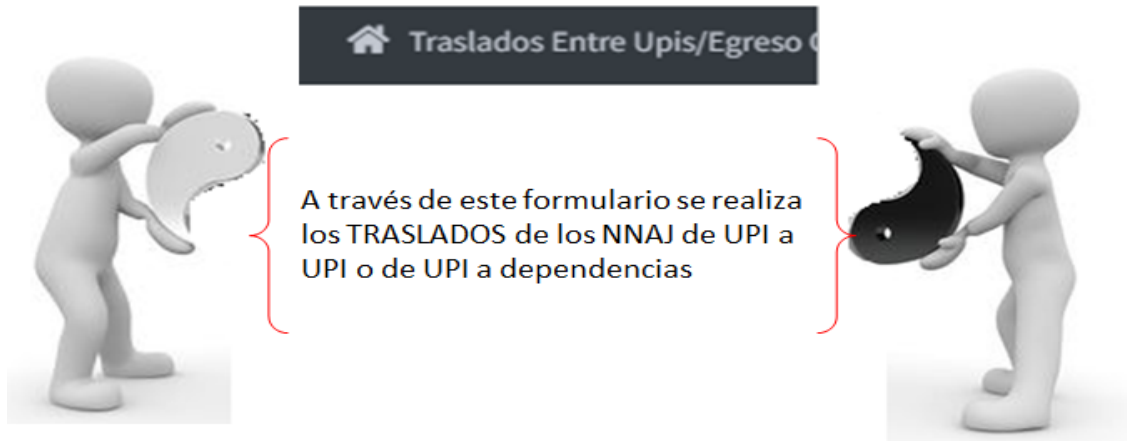 Traslados Entre Upis/Egreso
A través de este formulario se realiza
los TRASLADOS de los NNAJ de UPI a
UPI o de UPI a dependencias